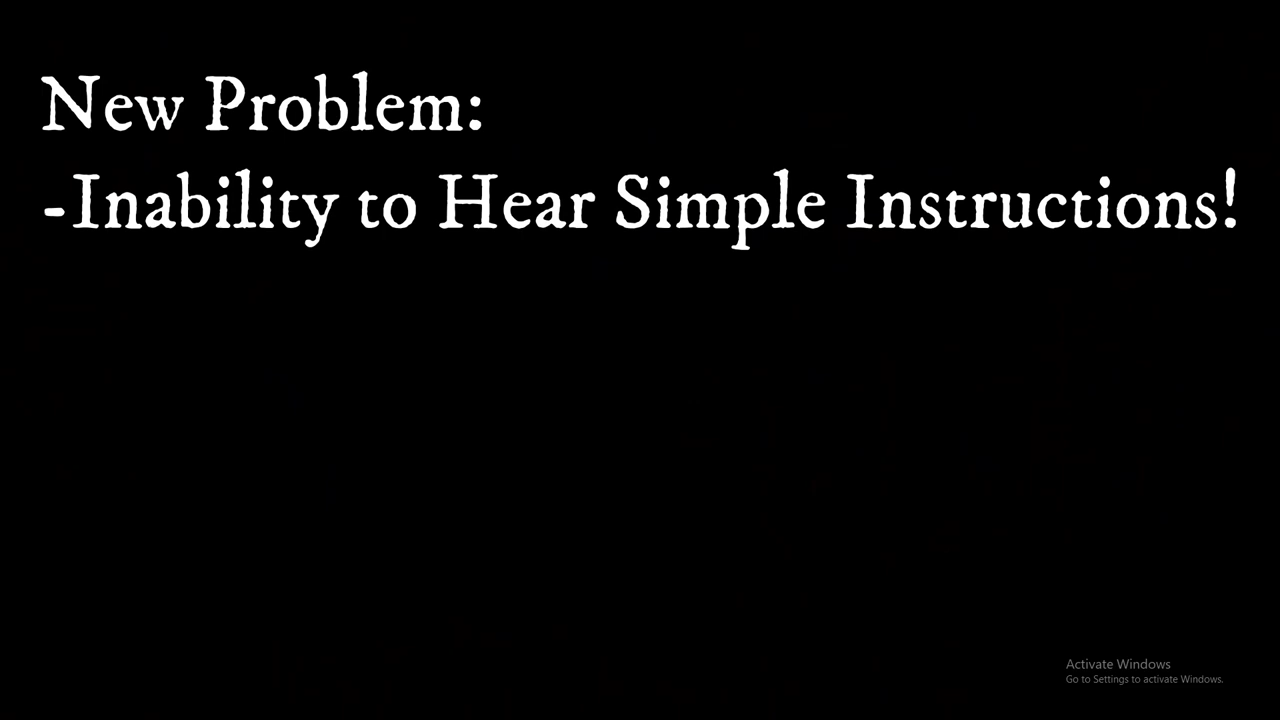 New Problem:
-Inability to Hear Simple Instructions!
Activate Windows
Go to Settings to activate Windows.